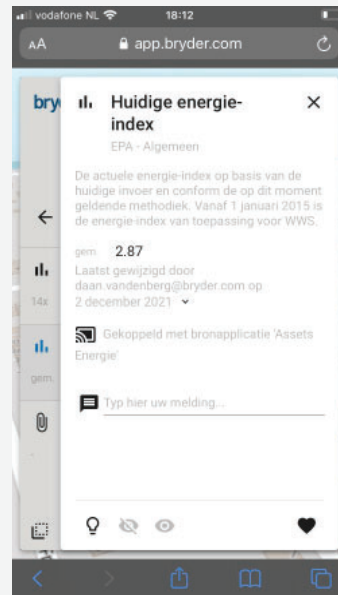 vodafone NL
18:12
AA
app.bryder.com
bry
Huidige energie-
index
EPA - Algemeen
De actuele energie-index op basis van de
huidige invoer en conform de op dit moment
geldende methodiek. Vanaf 1 januari 2015 is
de energie-index van toepassing voor WWS.
gem. 2.87
Laatst gewijzigd door
daan.vandenberg@bryder.com op
2 december 2021
14x
Gekoppeld met bronapplicatie 'Assets
Energie'
gem.
Typ hier uw melding...